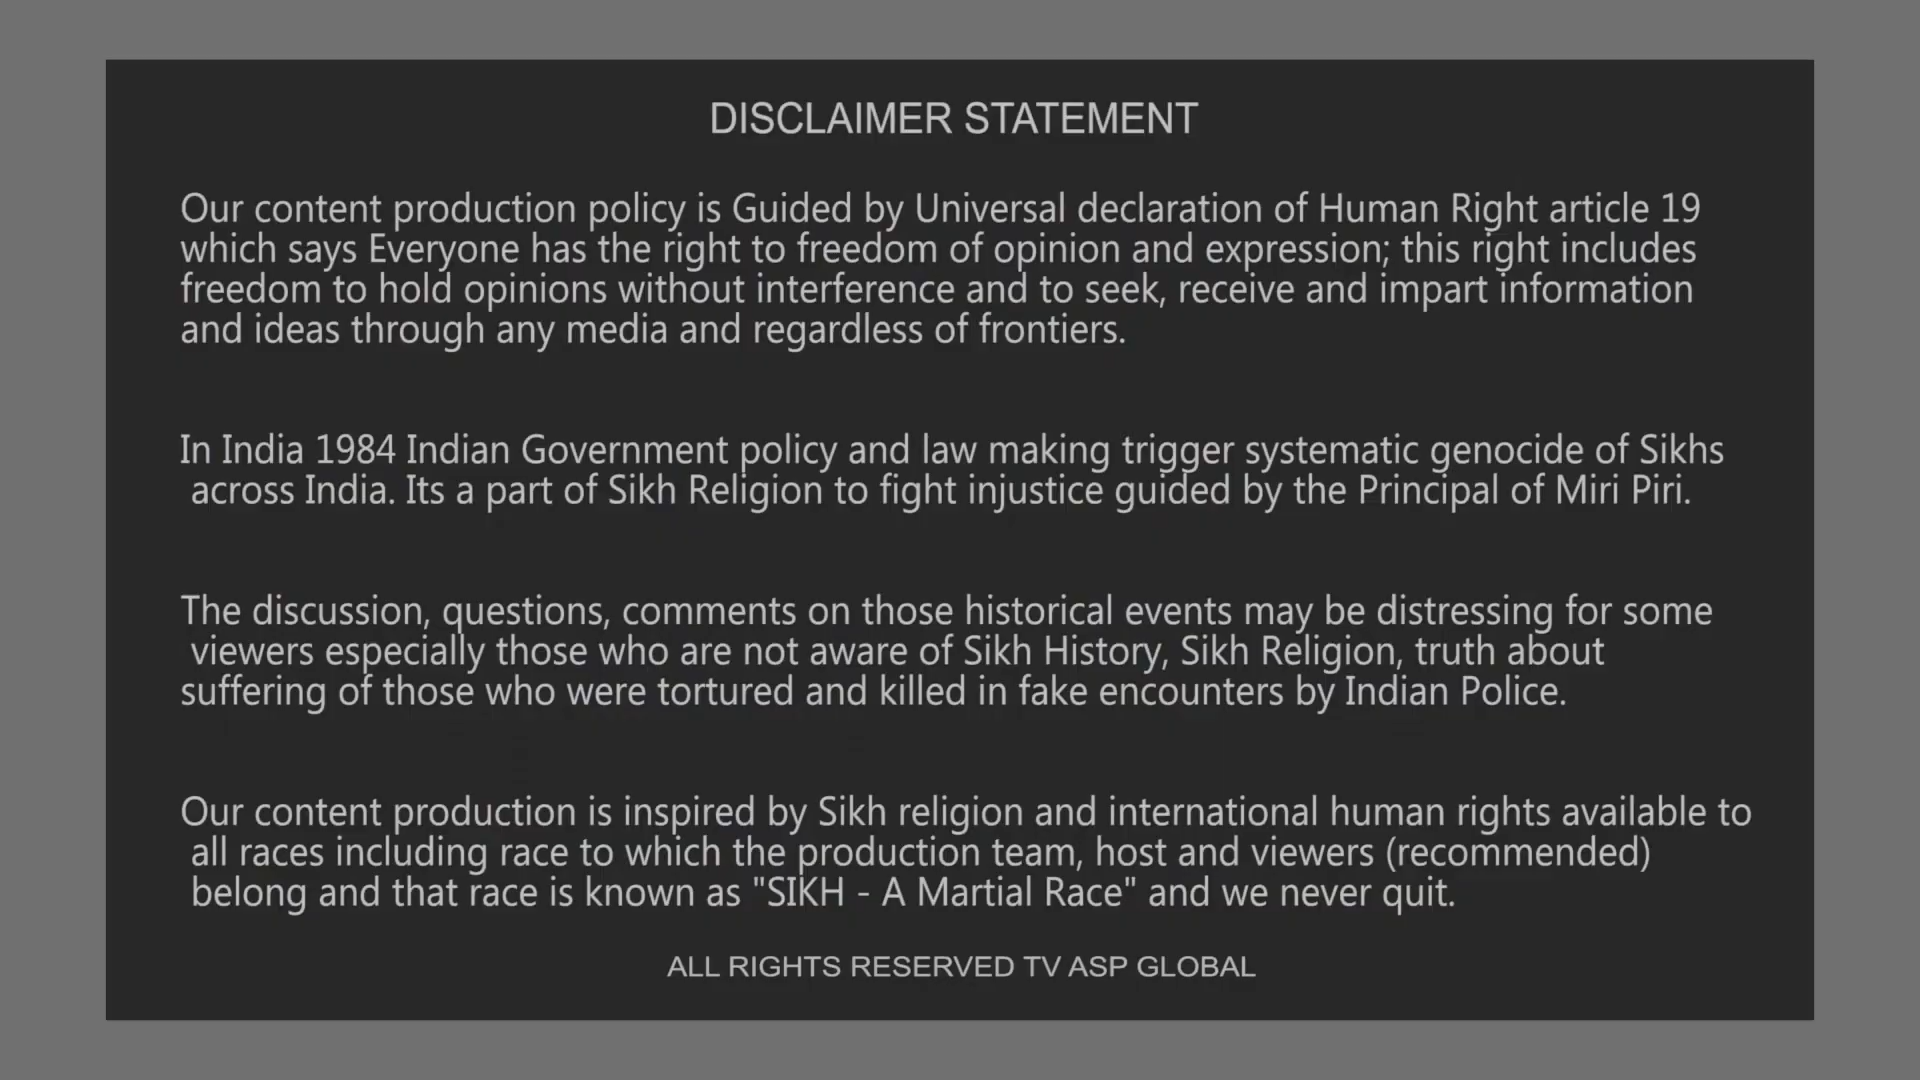 DISCLAIMER STATEMENT
Our content production policy is Guided by Universal declaration of Human Right article 19
which says Everyone has the right to freedom of opinion and expression; this right includes
freedom to hold opinions without interference and to seek, receive and impart information
and ideas through any media and regardless of frontiers.
In India 1984 Indian Government policy and law making trigger systematic genocide of Sikhs
across India. Its a part of Sikh Religion to fight injustice guided by the Principal of Miri Piri.
The discussion, questions, comments on those historical events may be distressing for some
viewers especially those who are not aware of Sikh History, Sikh Religion, truth about
suffering of those who were tortured and killed in fake encounters by Indian Police.
Our content production is inspired by Sikh religion and international human rights available to
all races including race to which the production team, host and viewers (recommended)
belong and that race is known as "SIKH - A Martial Race" and we never quit.
ALL RIGHTS RESERVED TV ASP GLOBAL